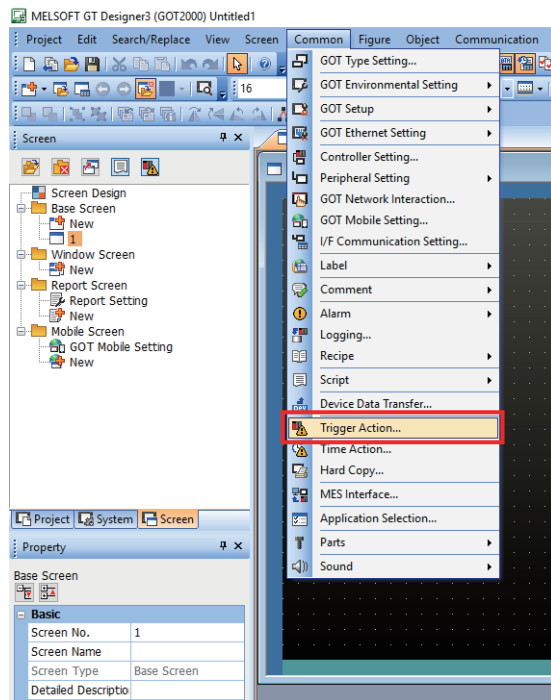 MELSOFT GT Designer3 (GOT2000) Untitled1
Project Edit Search/Replace View Screen Common Figure Object Communication
16
Screen
Screen Design
Base Screen
New
1
Window Screen
New
Report Screen
Report Setting
New
Mobile Screen
GOT Mobile Setting
New
Project System Screen
Property
Base Screen
Basic
Screen No. 1
Screen Name
Screen Type Base Screen
Detailed Descriptio
GOT Type Setting...
GOT Environmental Setting
GOT Setup
GOT Ethernet Setting
Controller Setting...
Peripheral Setting
GOT Network Interaction...
GOT Mobile Setting...
I/F Communication Setting...
Label
Comment
Alarm
Logging...
Recipe
Script
Device Data Transfer...
Trigger Action...
Time Action...
Hard Copy...
MES Interface...
Application Selection...
Parts
Sound